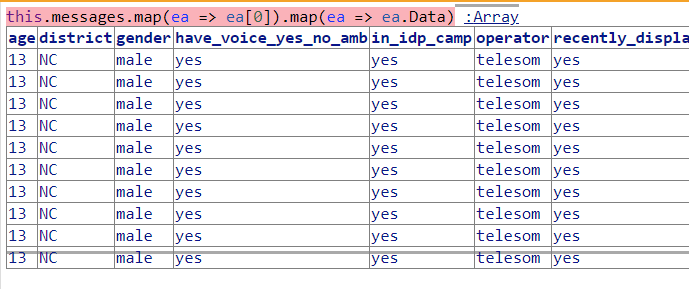 this.messages.map(ea => ea[0]).map(ea => ea.Data) :Array
age district gender have_voice_yes_no_amb in_idp_camp operator recently_displa
13 NC male yes yes telesom yes
13 NC male yes yes telesom yes
13 NC male yes yes telesom yes
13 NC male yes yes telesom yes
13 NC male yes yes telesom yes
13 NC male yes yes telesom yes
13 NC male yes yes telesom yes
13 NC male yes yes telesom yes
13 NC male yes yes telesom yes
13 NC male yes yes telesom yes